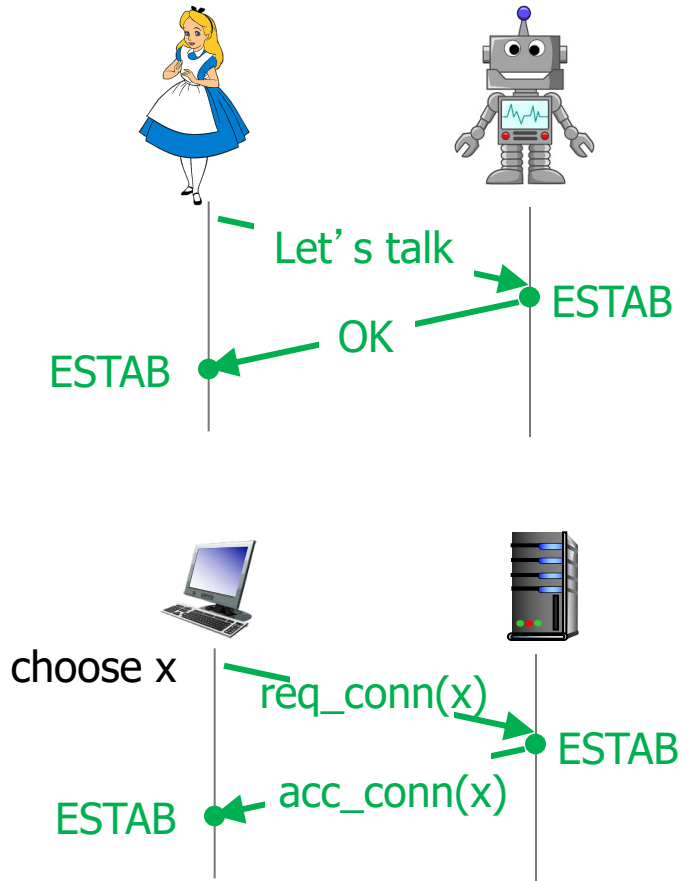 Let’s talk
ESTAB
OK
ESTAB
choose x
req_conn(x)
ESTAB
acc_conn(x)
ESTAB